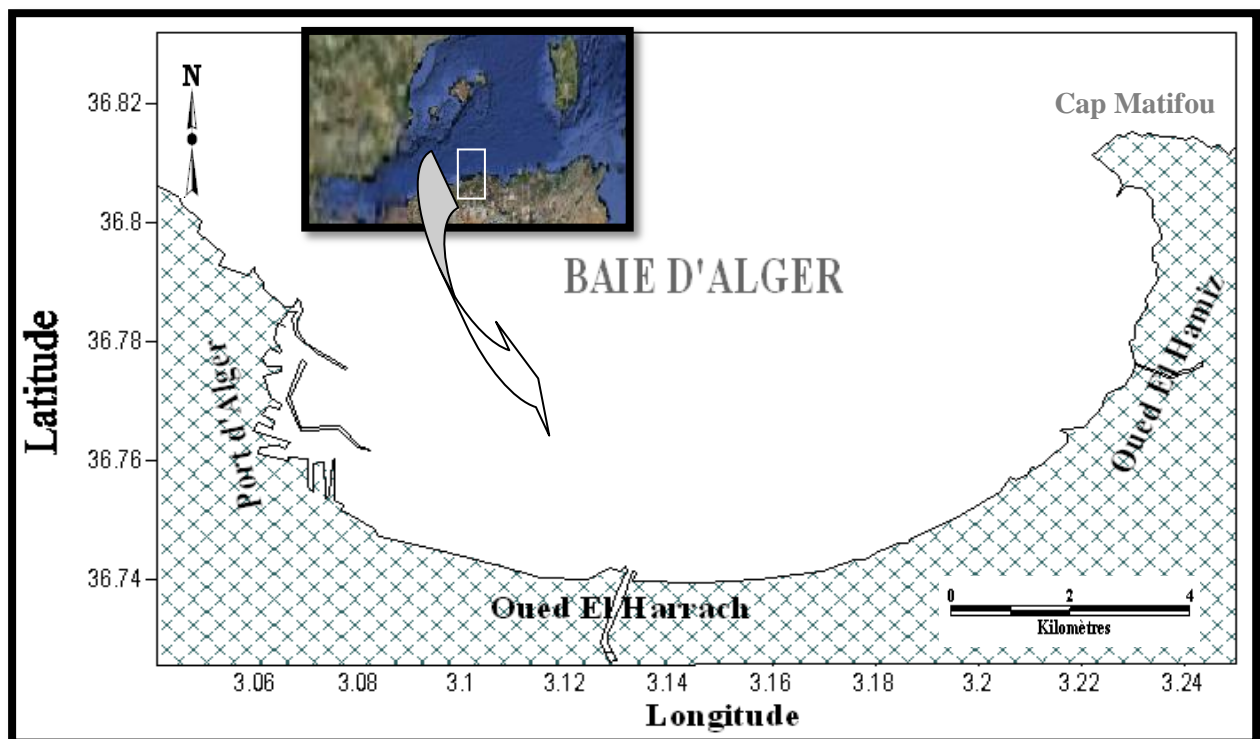 N
Cap Matifou
BAIE D'ALGER
Port d'Alger
Oued El Hamiz
Oued El Harrach
0 2 4
Kilomètres
Latitude
36.82
36.8
36.78
36.76
36.74
3.06 3.08 3.1 3.12 3.14 3.16 3.18 3.2 3.22 3.24
Longitude